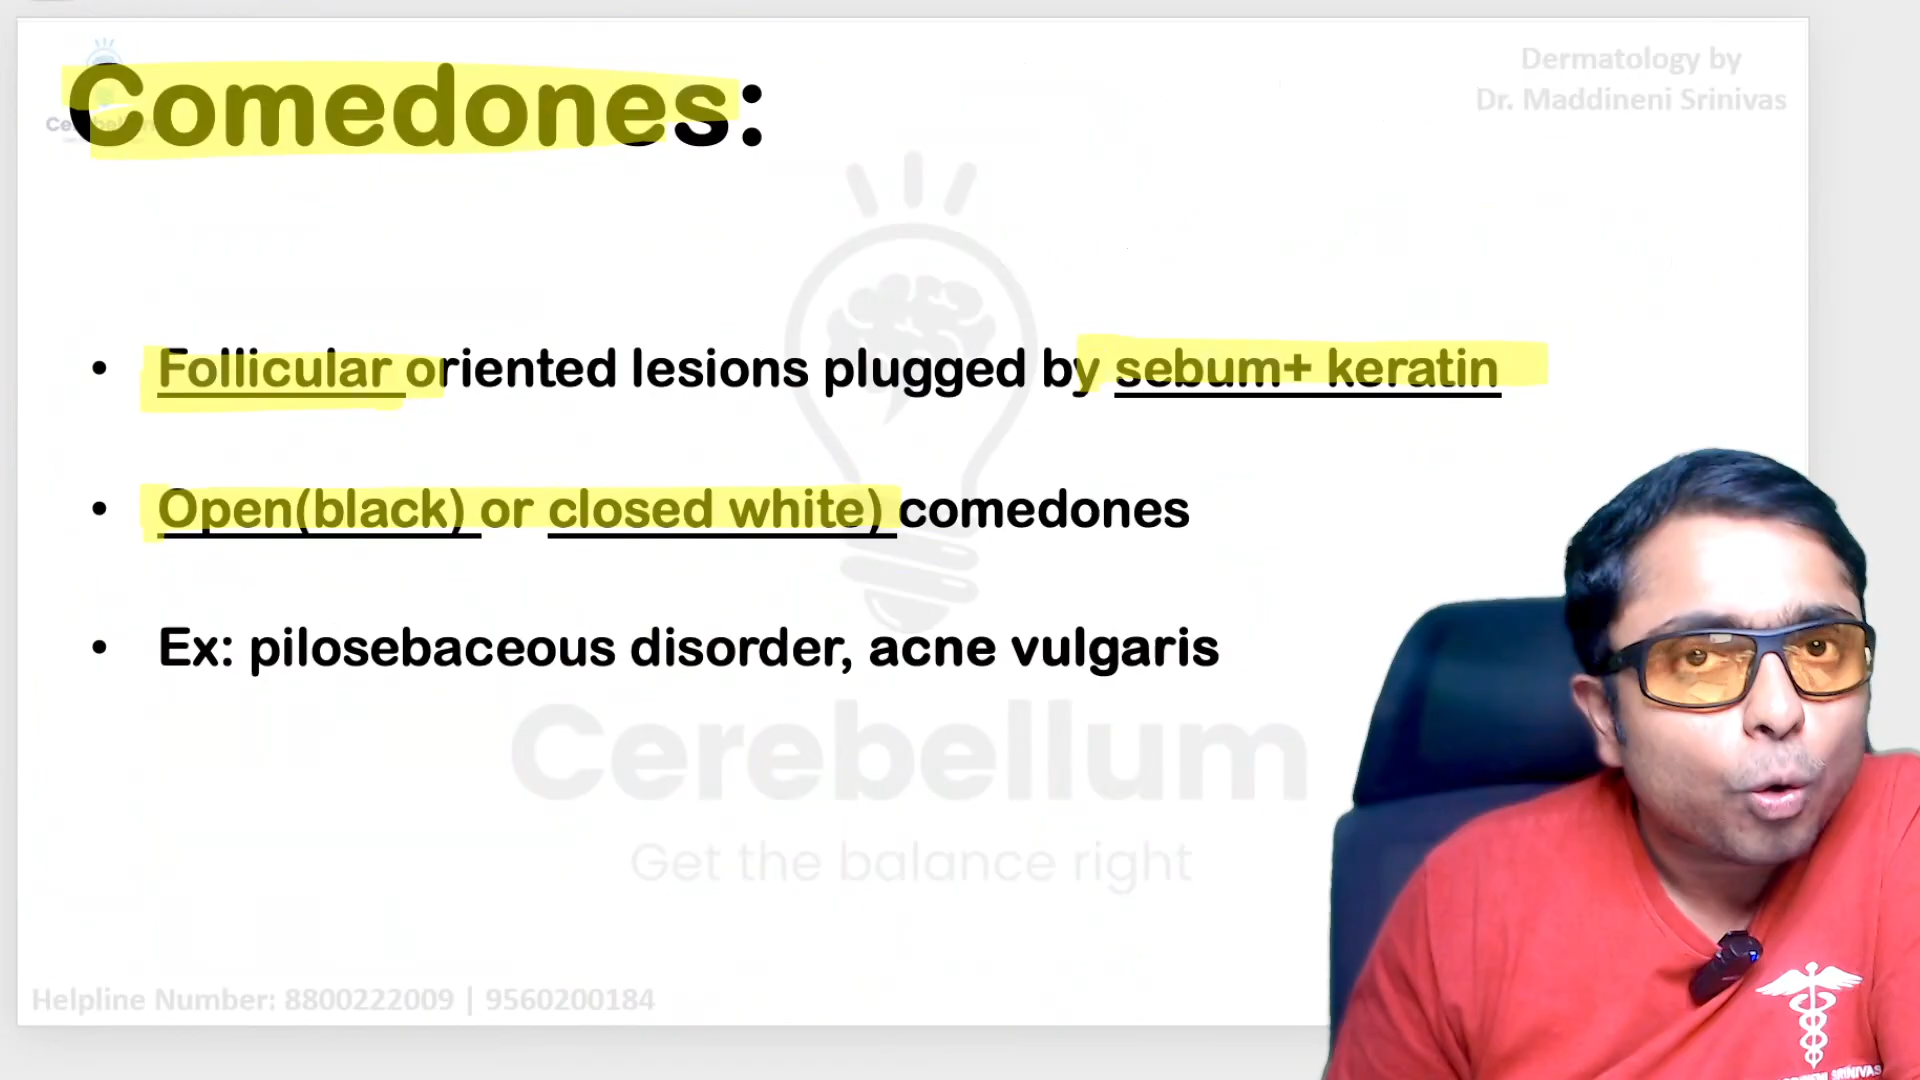 Dermatology by
Dr. Maddineni Srinivas
Comedones:
• Follicular oriented lesions plugged by sebum+ keratin
• Open(black) or closed white) comedones
• Ex: pilosebaceous disorder, acne vulgaris
Cerebellum
Get the balance right
Helpline Number: 8800222009 | 9560200184
SRINIVAS